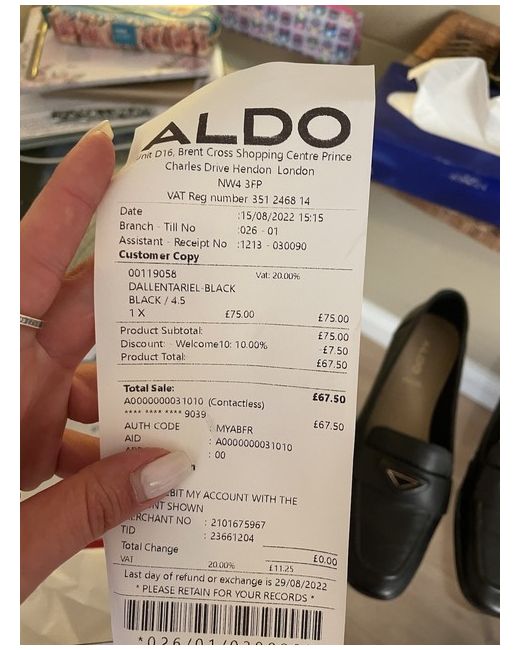 ALDO
Unit D16, Brent Cross Shopping Centre Prince
Charles Drive Hendon London
NW4 3FP
VAT Reg number 351 2468 14
Date :15/08/2022 15:15
Branch - Till No :026 - 01
Assistant - Receipt No :1213 - 030090
Customer Copy
00119058 Vat: 20.00%
DALLENTARIEL-BLACK
BLACK / 4.5
1 X £75.00 £75.00
Product Subtotal: £75.00
Discount: - Welcome10: 10.00% -£7.50
Product Total: £67.50
Total Sale: £67.50
A0000000031010 (Contactless)
**** **** **** 9039 £67.50
AUTH CODE : MYABFR
AID : A0000000031010
: 00
EBIT MY ACCOUNT WITH THE
NT SHOWN
ERCHANT NO : 2101675967
TID : 23661204
Total Change £0.00
VAT 20.00% £11.25
Last day of refund or exchange is 29/08/2022
* PLEASE RETAIN FOR YOUR RECORDS *